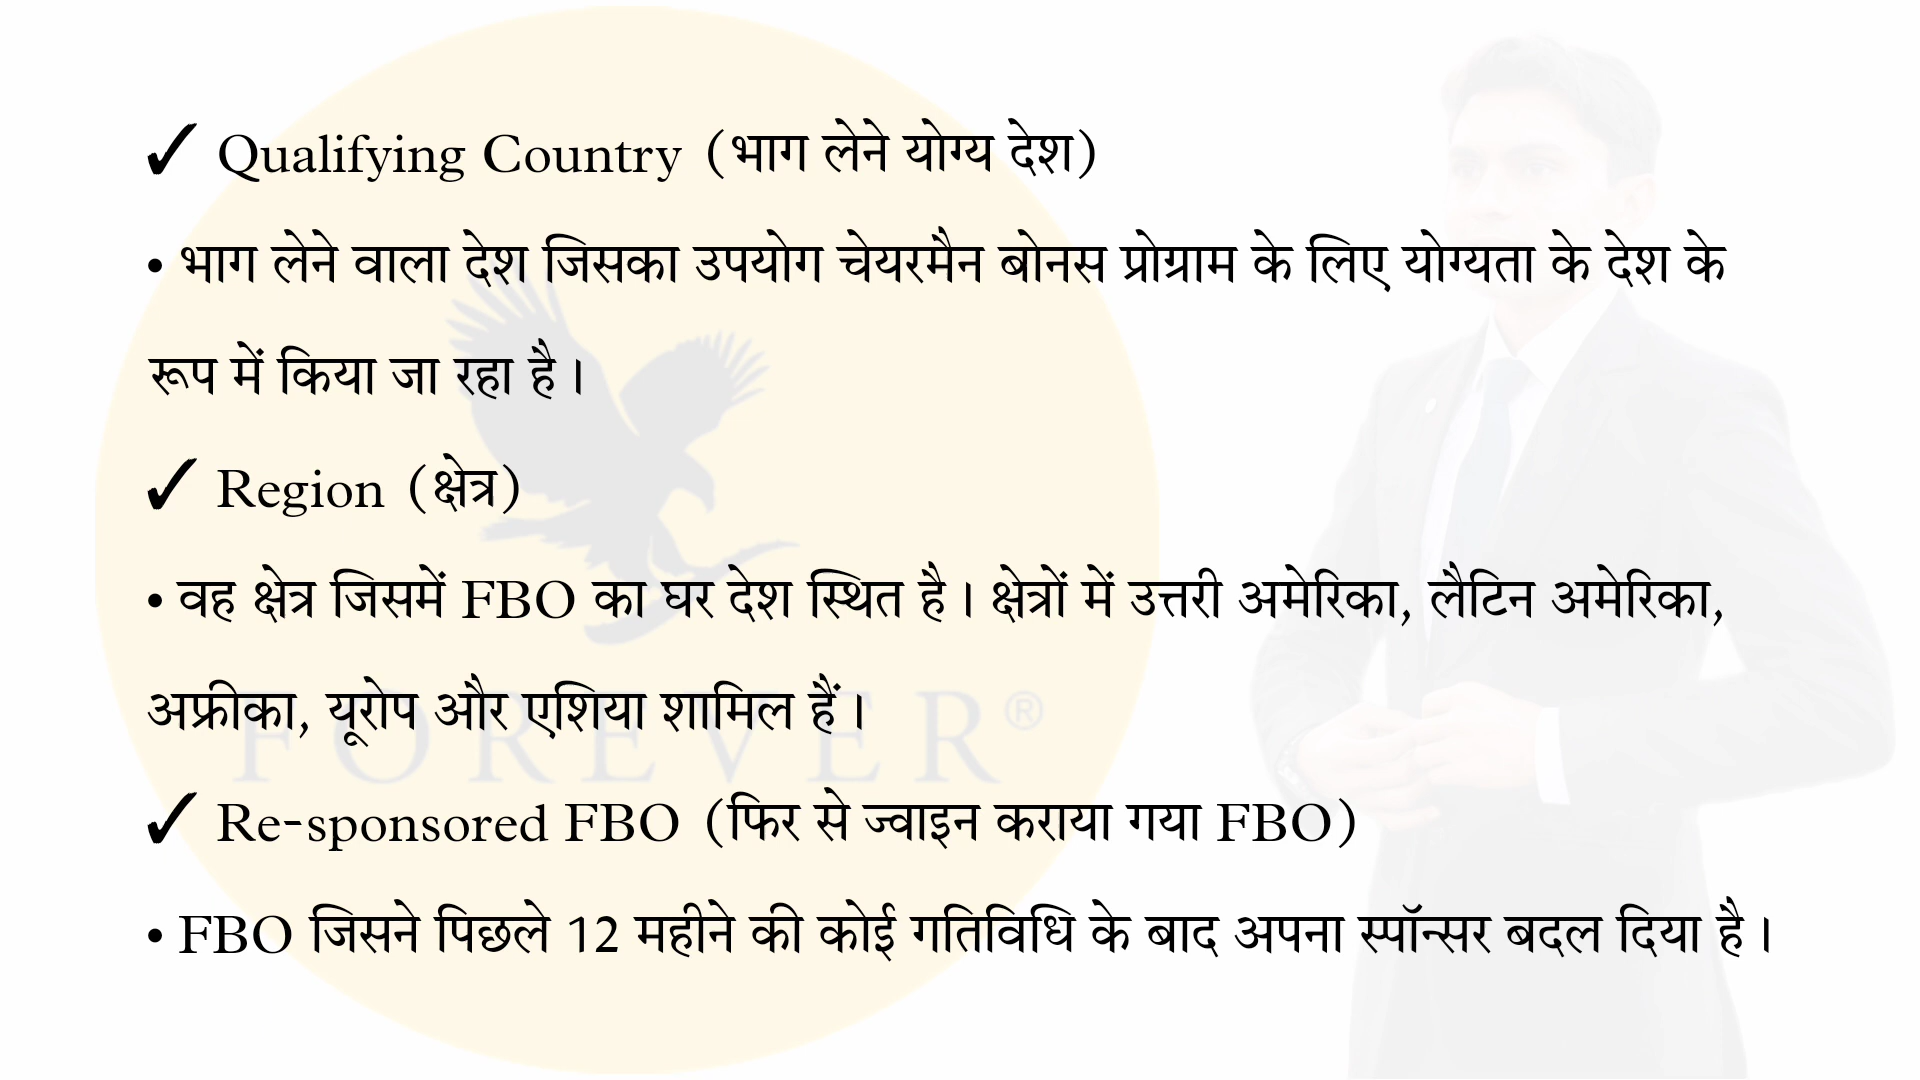 ✓ Qualifying Country (भाग लेने योग्य देश)
• भाग लेने वाला देश जिसका उपयोग चेयरमैन बोनस प्रोग्राम के लिए योग्यता के देश के
रूप में किया जा रहा है।
✓ Region (क्षेत्र)
• वह क्षेत्र जिसमें FBO का घर देश स्थित है। क्षेत्रों में उत्तरी अमेरिका, लैटिन अमेरिका,
अफ्रीका, यूरोप और एशिया शामिल हैं।
FOREVER®
✓ Re-sponsored FBO (फिर से ज्वाइन कराया गया FBO)
• FBO जिसने पिछले 12 महीने की कोई गतिविधि के बाद अपना स्पॉन्सर बदल दिया है।